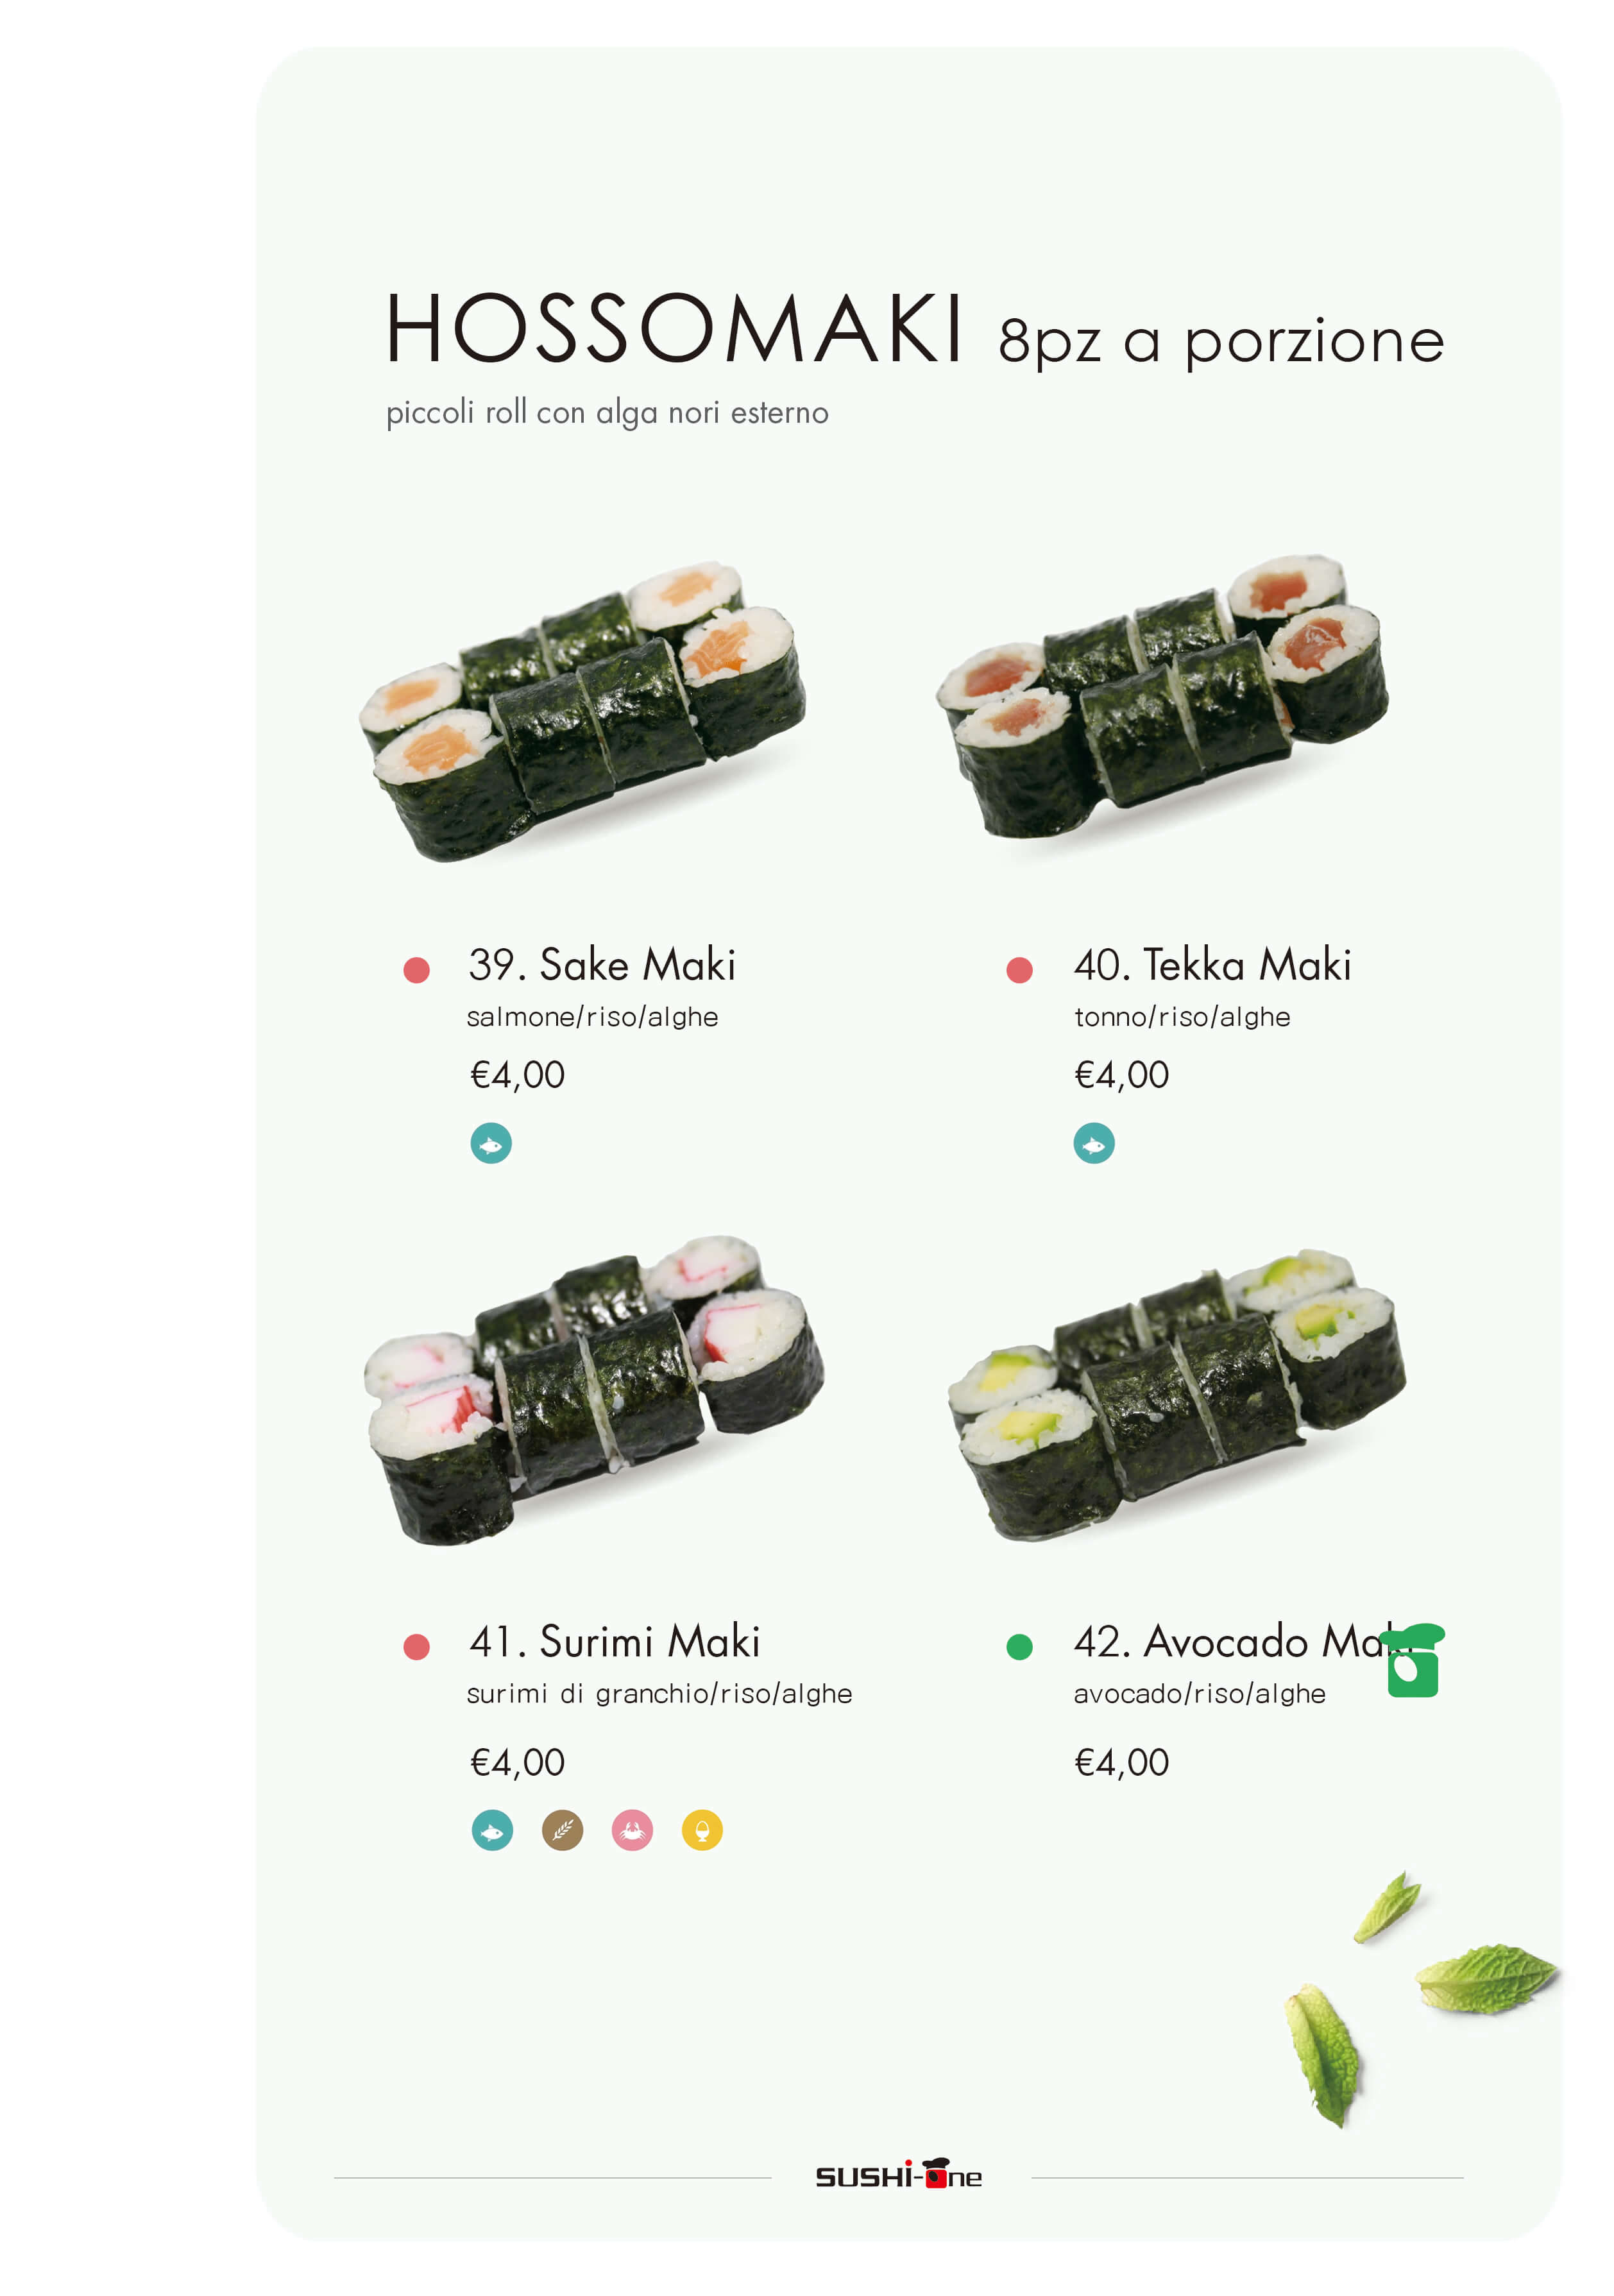 HOSSOMAKI 8pz a porzione
piccoli roll con alga nori esterno
39. Sake Maki
salmone/riso/alghe
€4,00
40. Tekka Maki
tonno/riso/alghe
€4,00
41. Surimi Maki
surimi di granchio/riso/alghe
€4,00
42. Avocado Maki
avocado/riso/alghe
€4,00
SUSHi-One